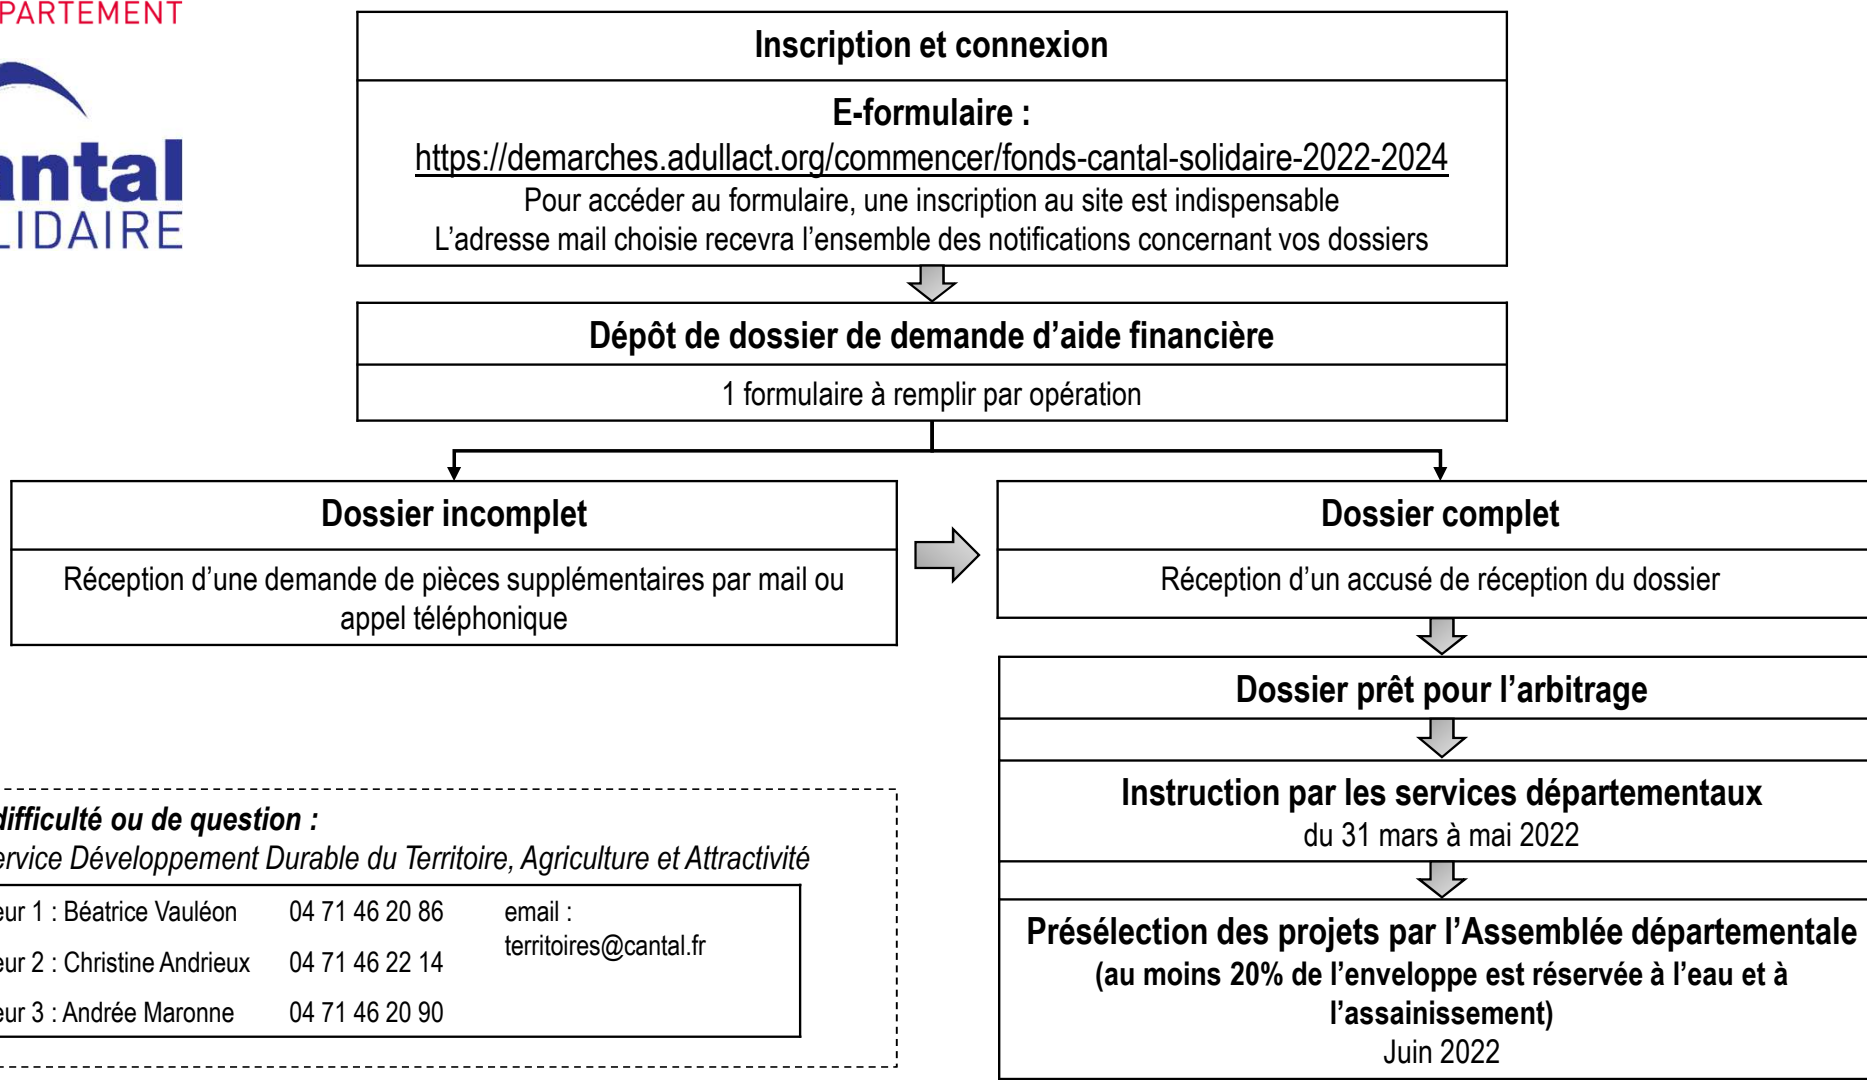 PARTEMENT
antal
LIDAIRE
Inscription et connexion
E-formulaire :
https://demarches.adullact.org/commencer/fonds-cantal-solidaire-2022-2024
Pour accéder au formulaire, une inscription au site est indispensable
L’adresse mail choisie recevra l’ensemble des notifications concernant vos dossiers
Dépôt de dossier de demande d’aide financière
1 formulaire à remplir par opération
Dossier incomplet
Réception d’une demande de pièces supplémentaires par mail ou
appel téléphonique
Dossier complet
Réception d’un accusé de réception du dossier
Dossier prêt pour l’arbitrage
Instruction par les services départementaux
du 31 mars à mai 2022
Présélection des projets par l’Assemblée départementale
(au moins 20% de l’enveloppe est réservée à l’eau et à
l’assainissement)
Juin 2022
difficulté ou de question :
ervice Développement Durable du Territoire, Agriculture et Attractivité
eur 1 : Béatrice Vauléon 04 71 46 20 86 email :
territoires@cantal.fr
eur 2 : Christine Andrieux 04 71 46 22 14
eur 3 : Andrée Maronne 04 71 46 20 90